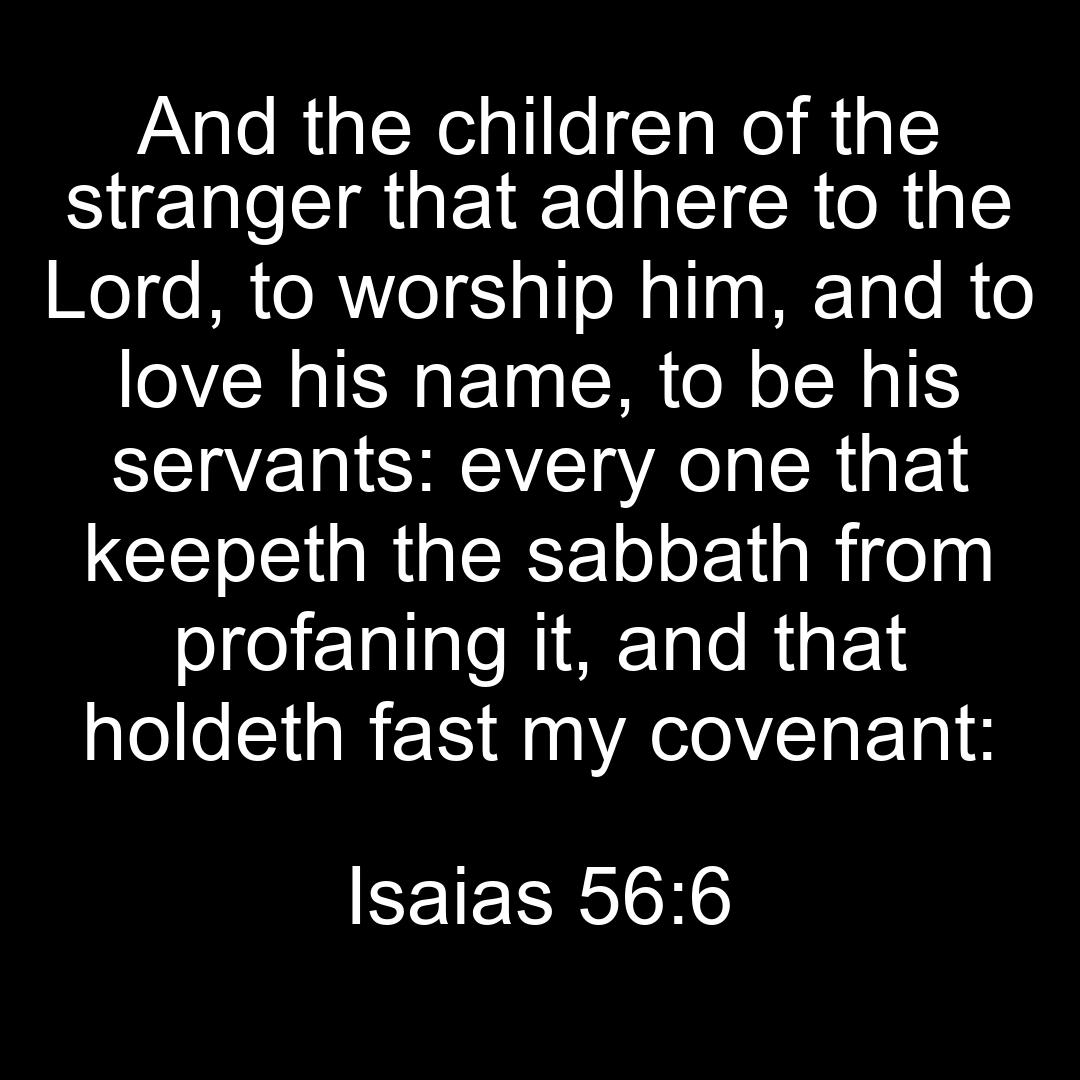 And the children of the
stranger that adhere to the
Lord, to worship him, and to
love his name, to be his
servants: every one that
keepeth the sabbath from
profaning it, and that
holdeth fast my covenant:
Isaias 56:6